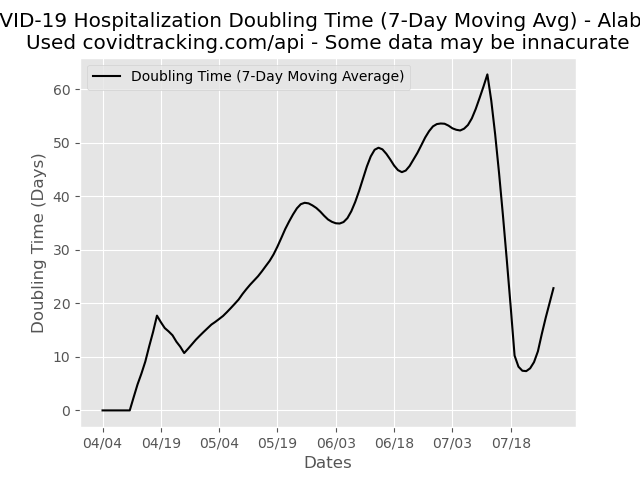 VID-19 Hospitalization Doubling Time (7-Day Moving Avg) - Alab
Used covidtracking.com/api - Some data may be innacurate
Doubling Time (7-Day Moving Average)
60
50
40
30
20
10
0
Doubling Time (Days)
04/04 04/19 05/04 05/19 06/03 06/18 07/03 07/18
Dates